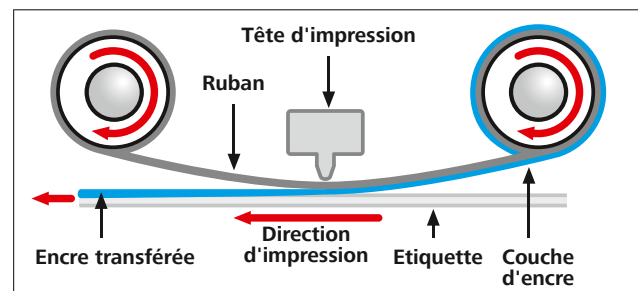 Tête d'impression
Ruban
Encre transférée
Direction
d'impression
Etiquette
Couche
d'encre